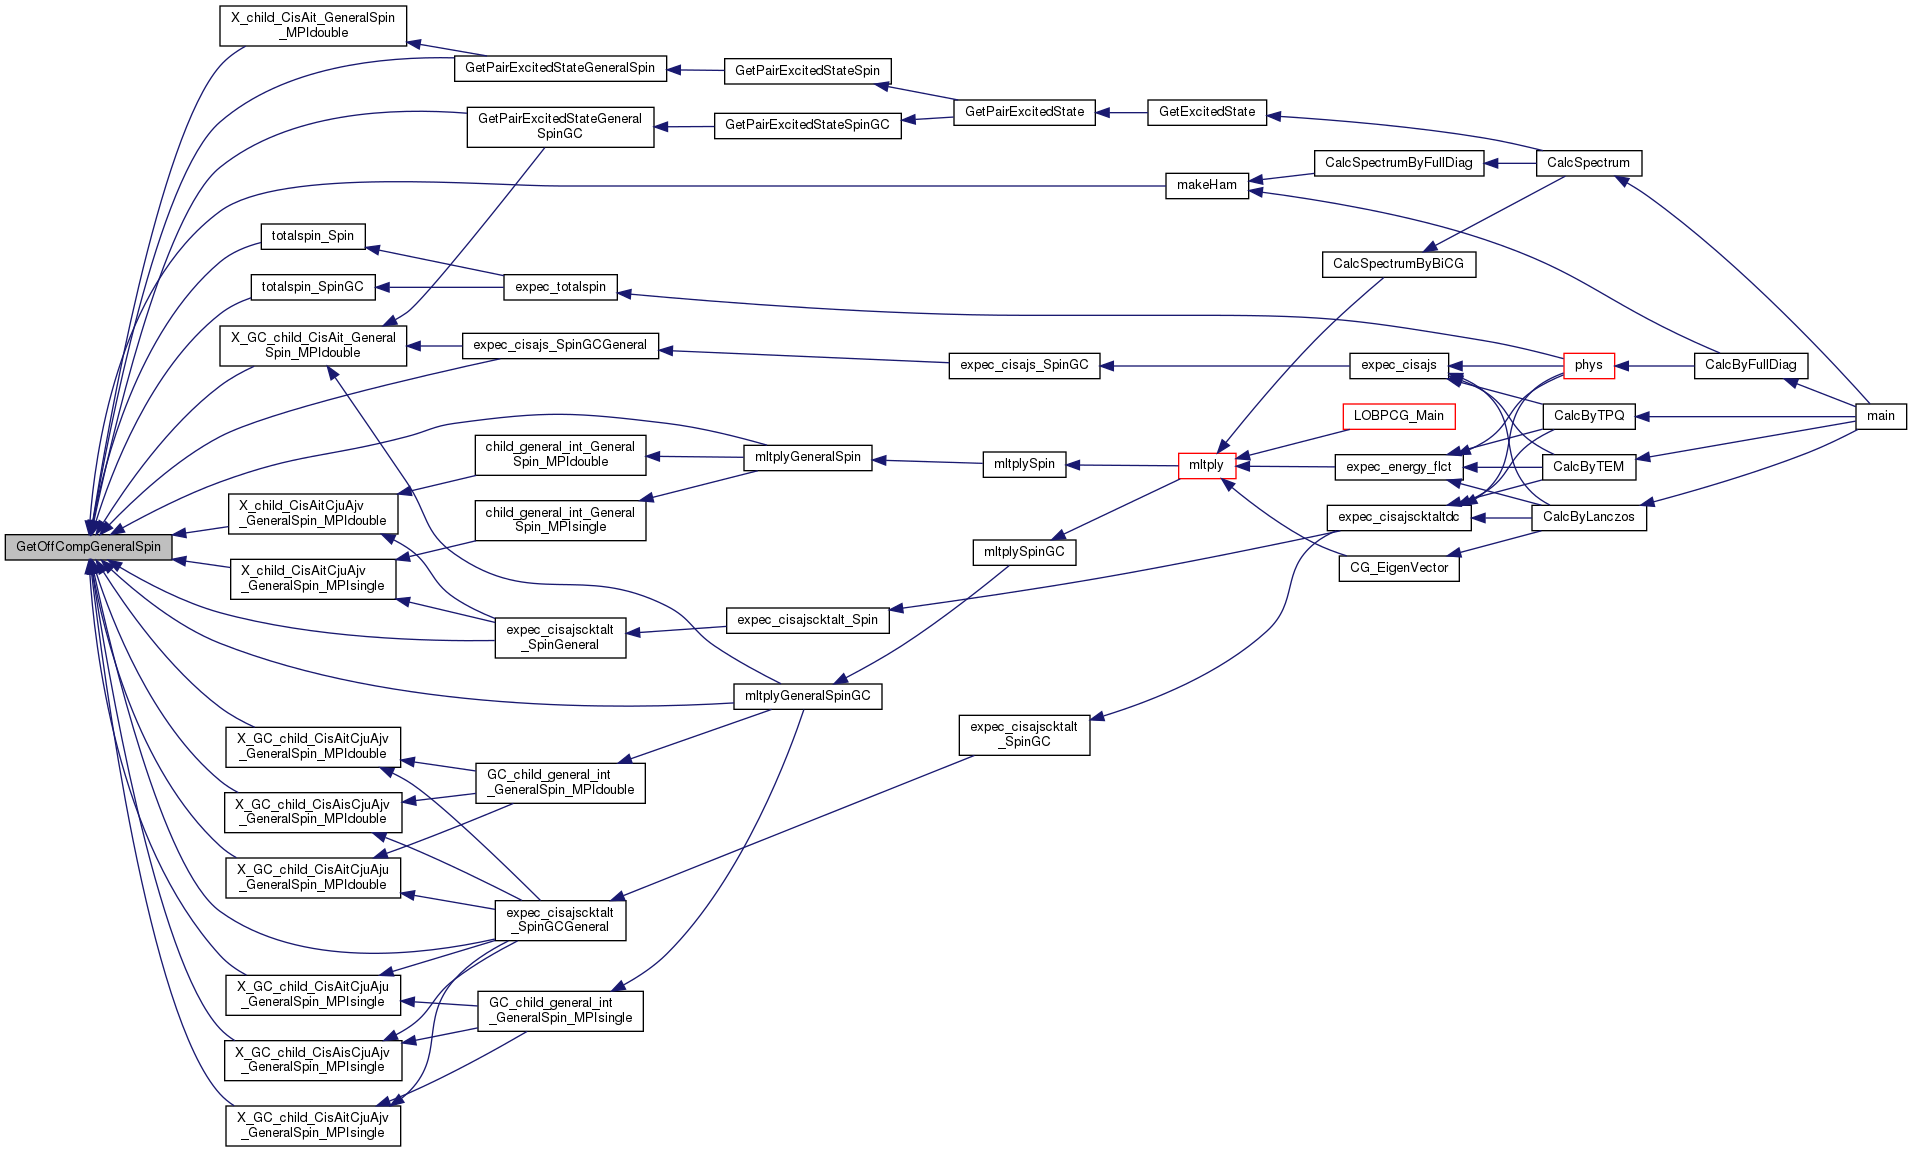 X_child_CisAit_GeneralSpin
_MPIdouble
GetPairExcitedStateGeneralSpin
GetPairExcitedStateSpin
GetPairExcitedStateGeneral
SpinGC
GetPairExcitedStateSpinGC
GetPairExcitedState
GetExcitedState
CalcSpectrumByFullDiag
CalcSpectrum
makeHam
totalspin_Spin
CalcSpectrumByBiCG
totalspin_SpinGC
expec_totalspin
X_GC_child_CisAit_General
Spin_MPIdouble
expec_cisajs_SpinGCGeneral
expec_cisajs_SpinGC
expec_cisajs
phys
CalcByFullDiag
LOBPCG_Main
CalcByTPQ
main
child_general_int_General
Spin_MPIdouble
mltplyGeneralSpin
mltplySpin
mltply
expec_energy_flct
CalcByTEM
X_child_CisAitCjuAjv
_GeneralSpin_MPIdouble
child_general_int_General
Spin_MPIsingle
expec_cisajscktaltdc
CalcByLanczos
GetOffCompGeneralSpin
mltplySpinGC
CG_EigenVector
X_child_CisAitCjuAjv
_GeneralSpin_MPIsingle
expec_cisajscktalt
_SpinGeneral
expec_cisajscktalt_Spin
mltplyGeneralSpinGC
X_GC_child_CisAitCjuAjv
_GeneralSpin_MPIdouble
expec_cisajscktalt
_SpinGC
GC_child_general_int
_GeneralSpin_MPIdouble
X_GC_child_CisAisCjuAjv
_GeneralSpin_MPIdouble
X_GC_child_CisAitCjuAju
_GeneralSpin_MPIdouble
expec_cisajscktalt
_SpinGCGeneral
X_GC_child_CisAitCjuAju
_GeneralSpin_MPIsingle
GC_child_general_int
_GeneralSpin_MPIsingle
X_GC_child_CisAisCjuAjv
_GeneralSpin_MPIsingle
X_GC_child_CisAitCjuAjv
_GeneralSpin_MPIsingle